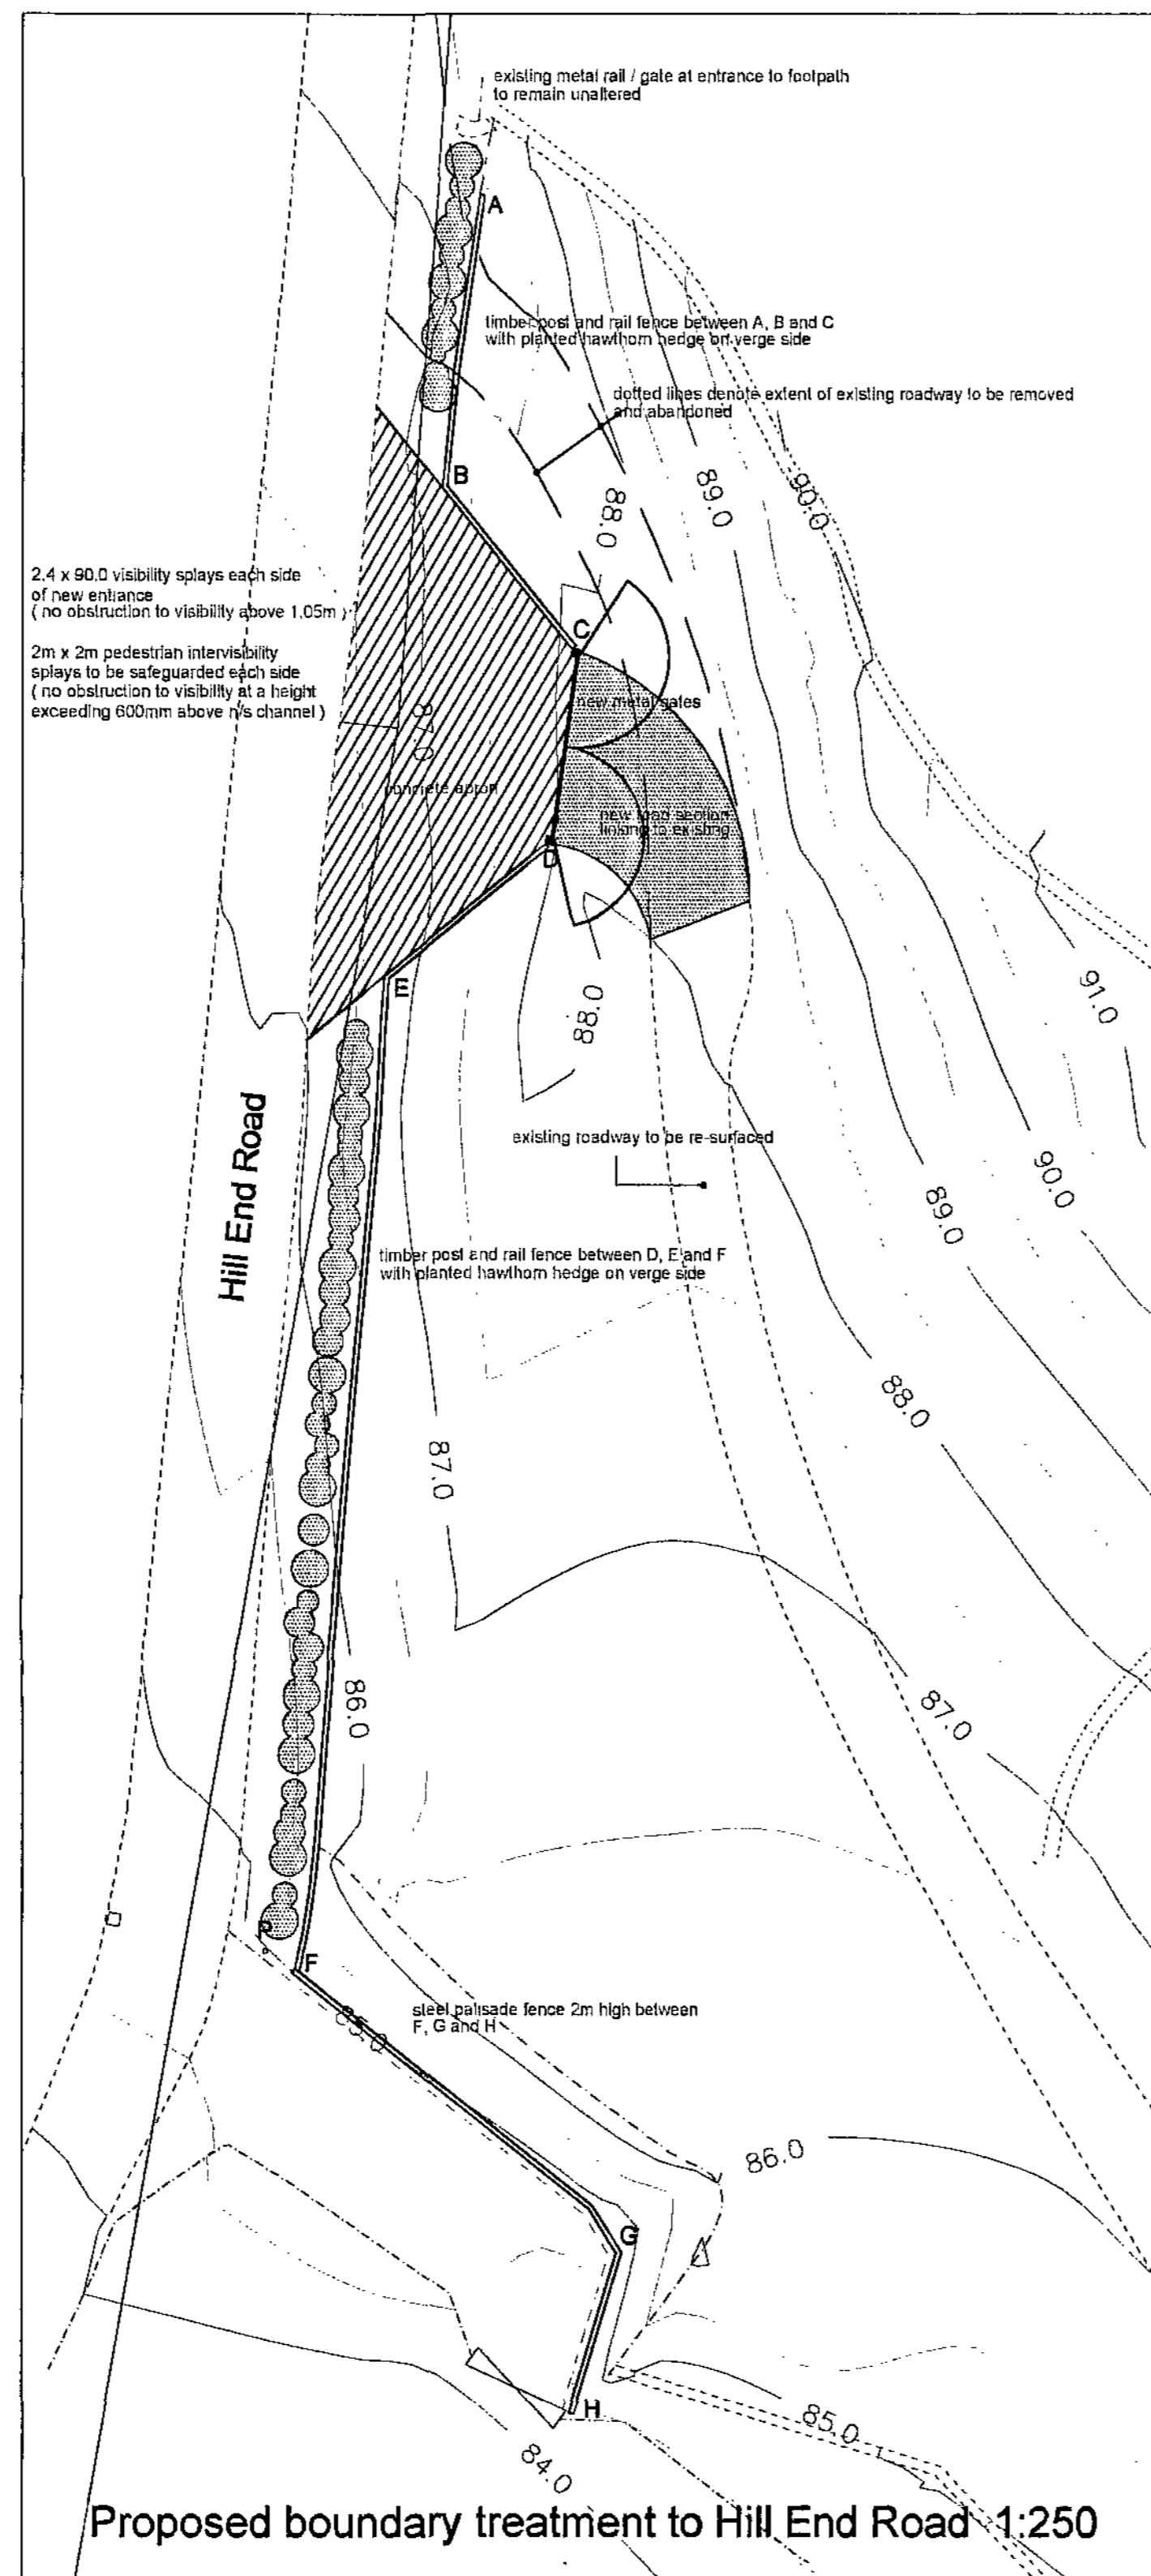 existing metal rail / gate at entrance to footpath
to remain unaltered
A
timber post and rail fence between A, B and C
with planted hawthorn hedge on verge side
dotted lines denote extent of existing roadway to be removed
and abandoned
B
88.0
89.0
90.0
2.4 x 90.0 visibility splays each side
of new entrance
( no obstruction to visibility above 1.05m )
2m x 2m pedestrian intervisibility
splays to be safeguarded each side
( no obstruction to visibility at a height
exceeding 600mm above n/s channel )
C
new metal gates
87.0
concrete apron
new road section
linking to existing
D
E
88.0
91.0
Hill End Road
existing roadway to be re-surfaced
90.0
89.0
timber post and rail fence between D, E and F
with planted hawthorn hedge on verge side
88.0
87.0
86.0
87.0
P
F
85.0
steel palisade fence 2m high between
F, G and H
86.0
G
H
85.0
84.0
Proposed boundary treatment to Hill End Road 1:250